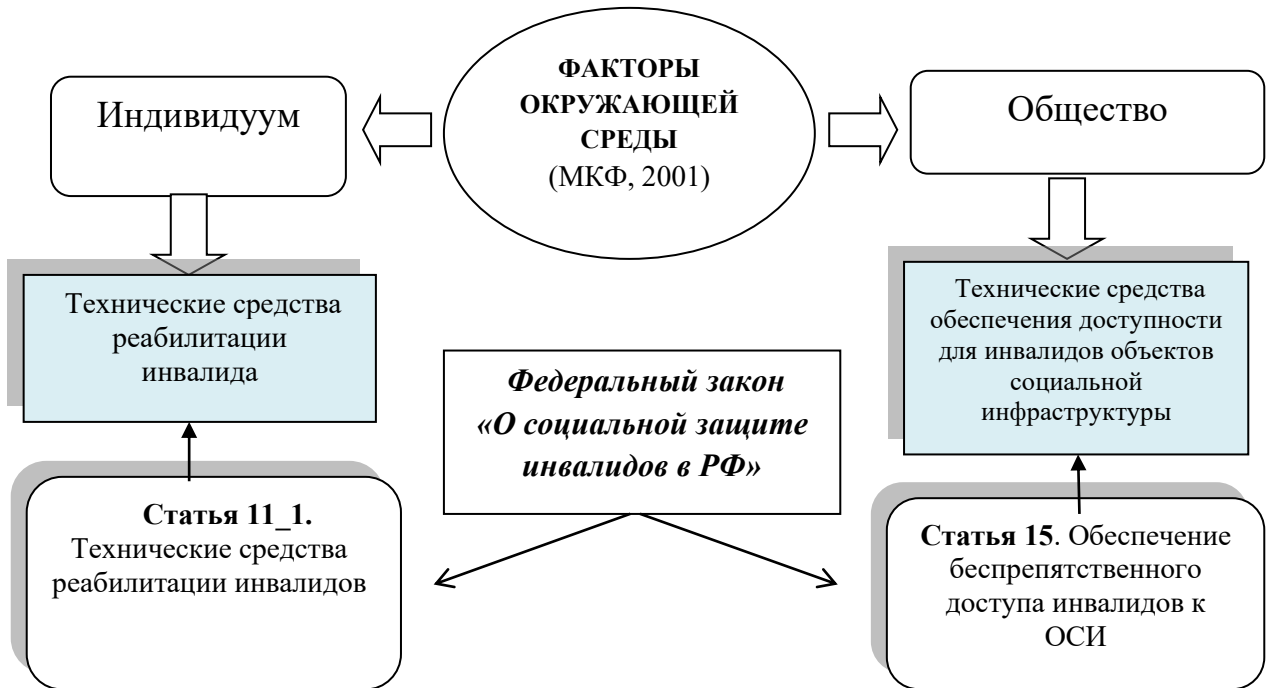 ФАКТОРЫ
ОКРУЖАЮЩЕЙ
СРЕДЫ
(МКФ, 2001)
Индивидуум
Общество
Технические средства
реабилитации
инвалида
Технические средства
обеспечения доступности
для инвалидов объектов
социальной
инфраструктуры
Федеральный закон
«О социальной защите
инвалидов в РФ»
Статья 11_1.
Технические средства
реабилитации инвалидов
Статья 15. Обеспечение
беспрепятственного
доступа инвалидов к
ОСИ